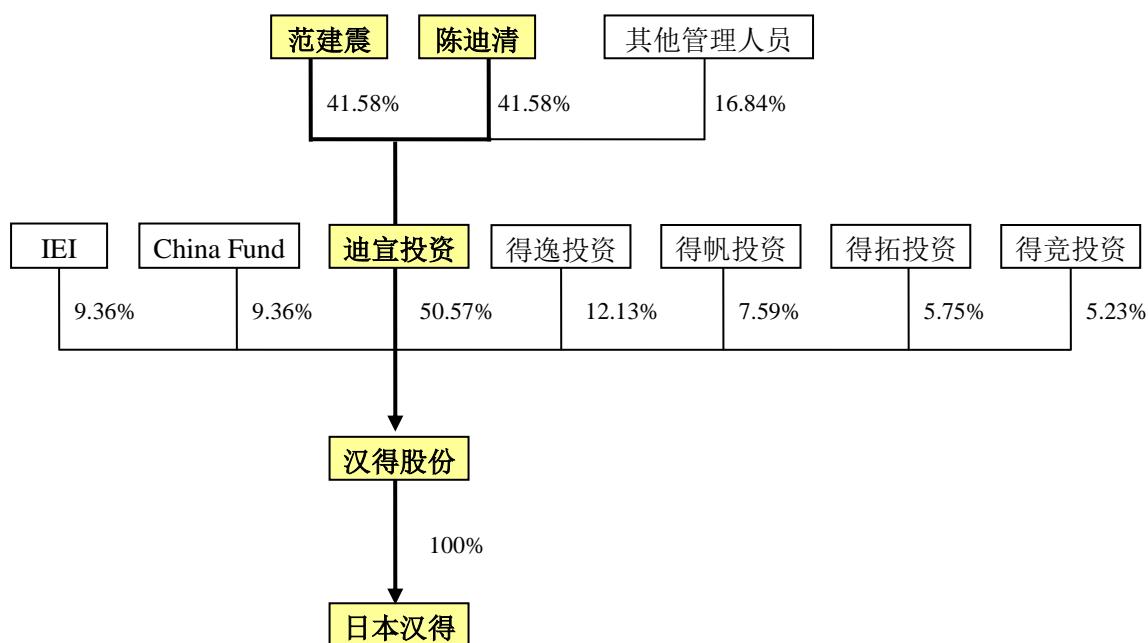 范建震 陈迪清 其他管理人员
41.58% 41.58% 16.84%
IEI China Fund 迪宣投资 得逸投资 得帆投资 得拓投资 得竞投资
9.36% 9.36% 50.57% 12.13% 7.59% 5.75% 5.23%
汉得股份
100%
日本汉得